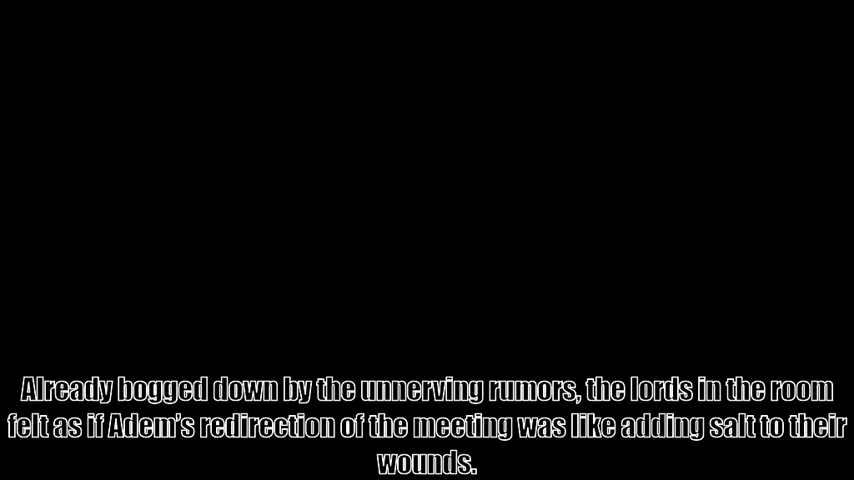 Already bogged down by the unnerving rumors, the lords in the room
felt as if Adem's redirection of the meeting was like adding salt to their
wounds.